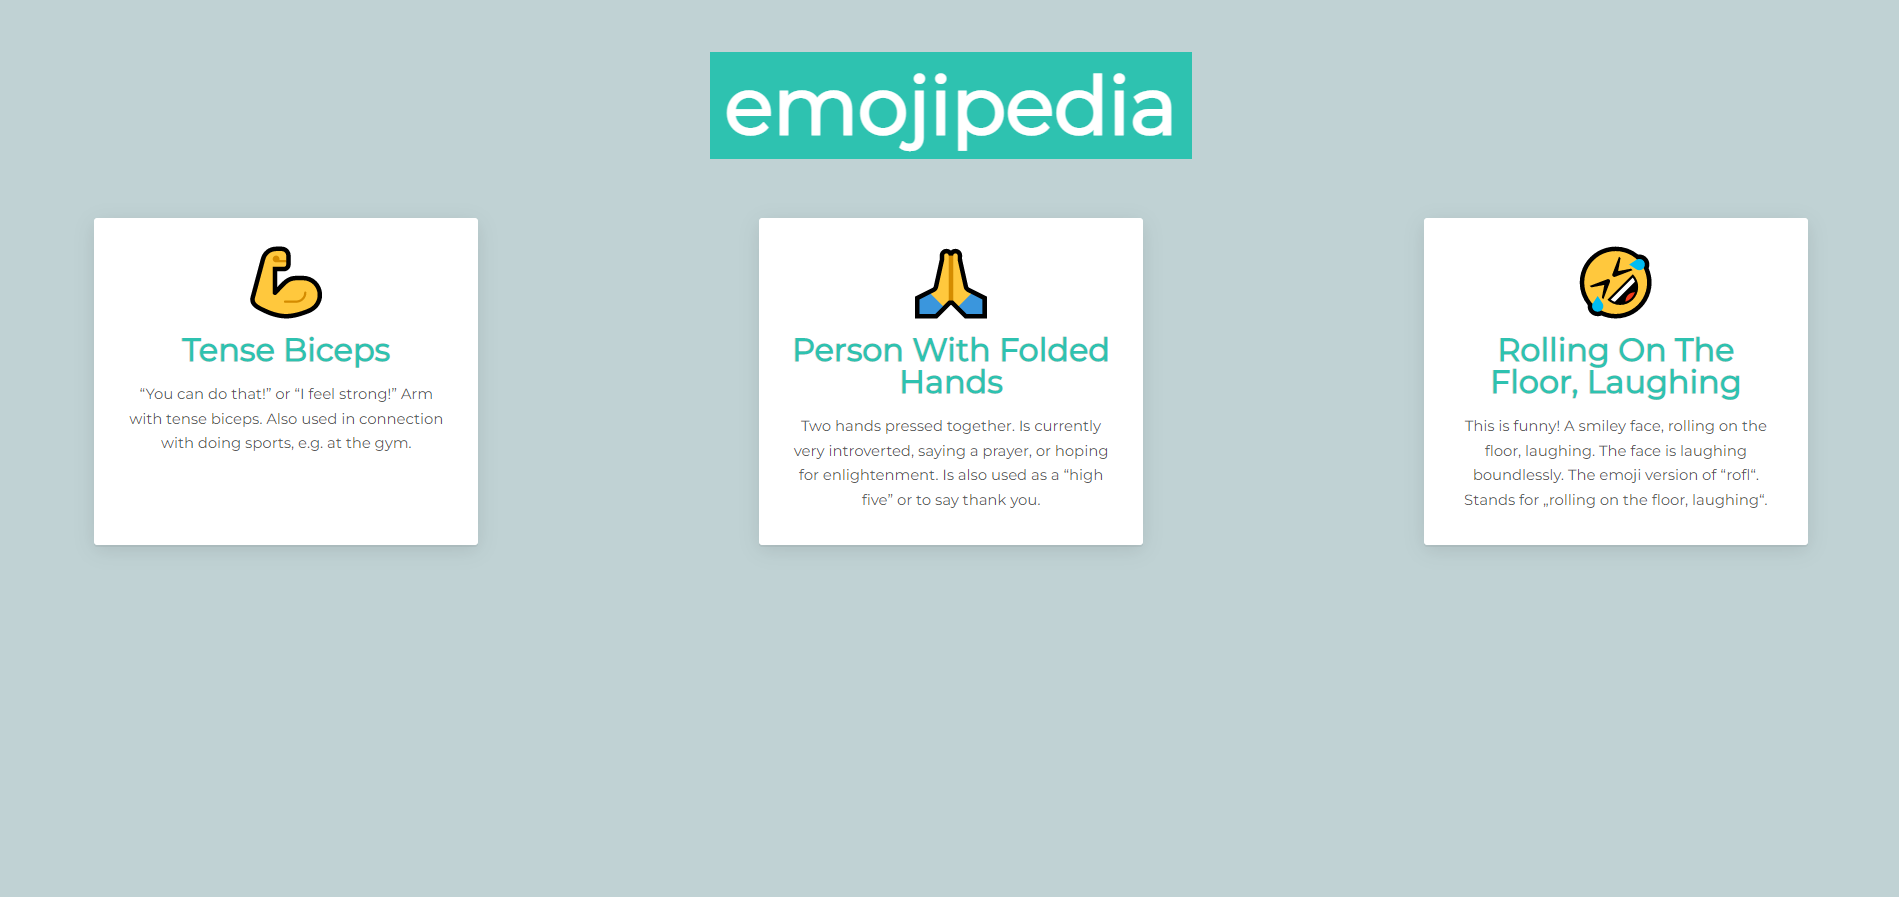 emojipedia
Tense Biceps
“You can do that!” or “I feel strong!” Arm
with tense biceps. Also used in connection
with doing sports, e.g. at the gym.
Person With Folded
Hands
Two hands pressed together. Is currently
very introverted, saying a prayer, or hoping
for enlightenment. Is also used as a “high
five” or to say thank you.
Rolling On The
Floor, Laughing
This is funny! A smiley face, rolling on the
floor, laughing. The face is laughing
boundlessly. The emoji version of “rofl“.
Stands for „rolling on the floor, laughing“.